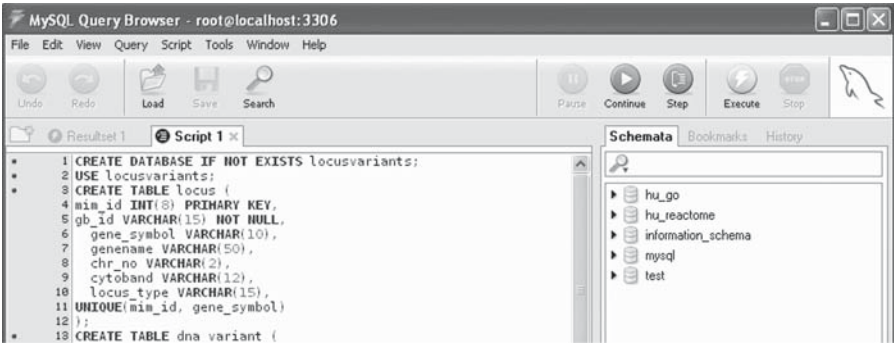 MySQL Query Browser - root@localhost:3306
File Edit View Query Script Tools Window Help
Undo Redo Load Save Search Pause Continue Step Execute Stop
Resultset 1 Script 1
Schemata Bookmarks History
1 CREATE DATABASE IF NOT EXISTS locusvariants;
2 USE locusvariants;
3 CREATE TABLE locus (
4 mim_id INT(8) PRIMARY KEY,
5 gb_id VARCHAR(15) NOT NULL,
6 gene_symbol VARCHAR(10),
7 genename VARCHAR(50),
8 chr_no VARCHAR(2),
9 cytoband VARCHAR(12),
10 locus_type VARCHAR(15),
11 UNIQUE(mim_id, gene_symbol)
12 );
13 CREATE TABLE dna_variant (
hu_go
hu_reactome
information_schema
mysql
test